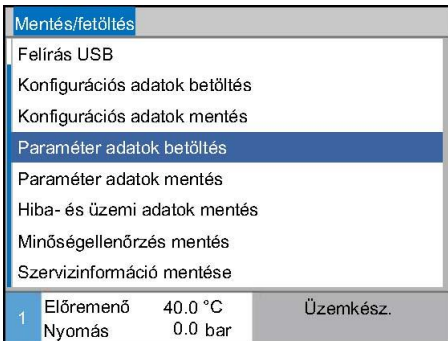 Mentés/fetöltés
Felírás USB
Konfigurációs adatok betöltés
Konfigurációs adatok mentés
Paraméter adatok betöltés
Paraméter adatok mentés
Hiba- és üzemi adatok mentés
Minőségellenőrzés mentés
Szervizinformáció mentése
1 Előremenő 40.0 °C Üzemkész.
Nyomás 0.0 bar